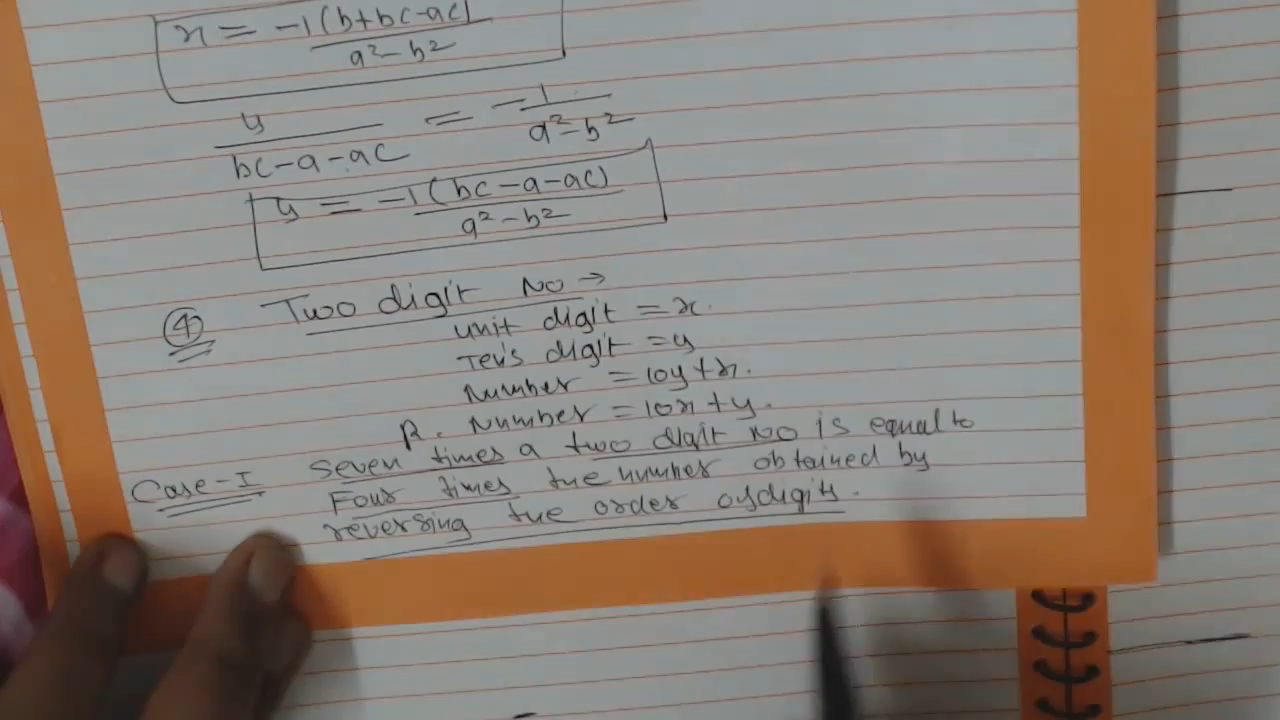 x = -1(b+bc-ac)
a²-b²
y / bc-a-ac = -1 / a²-b²
y = -1(bc-a-ac)
a²-b²
④ Two digit No →
unit digit = x.
Ten's digit = y
Number = 10y+x.
R. Number = 10x+y.
Case-I Seven times a two digit No is equal to
Four times the number obtained by
reversing the order of digits.